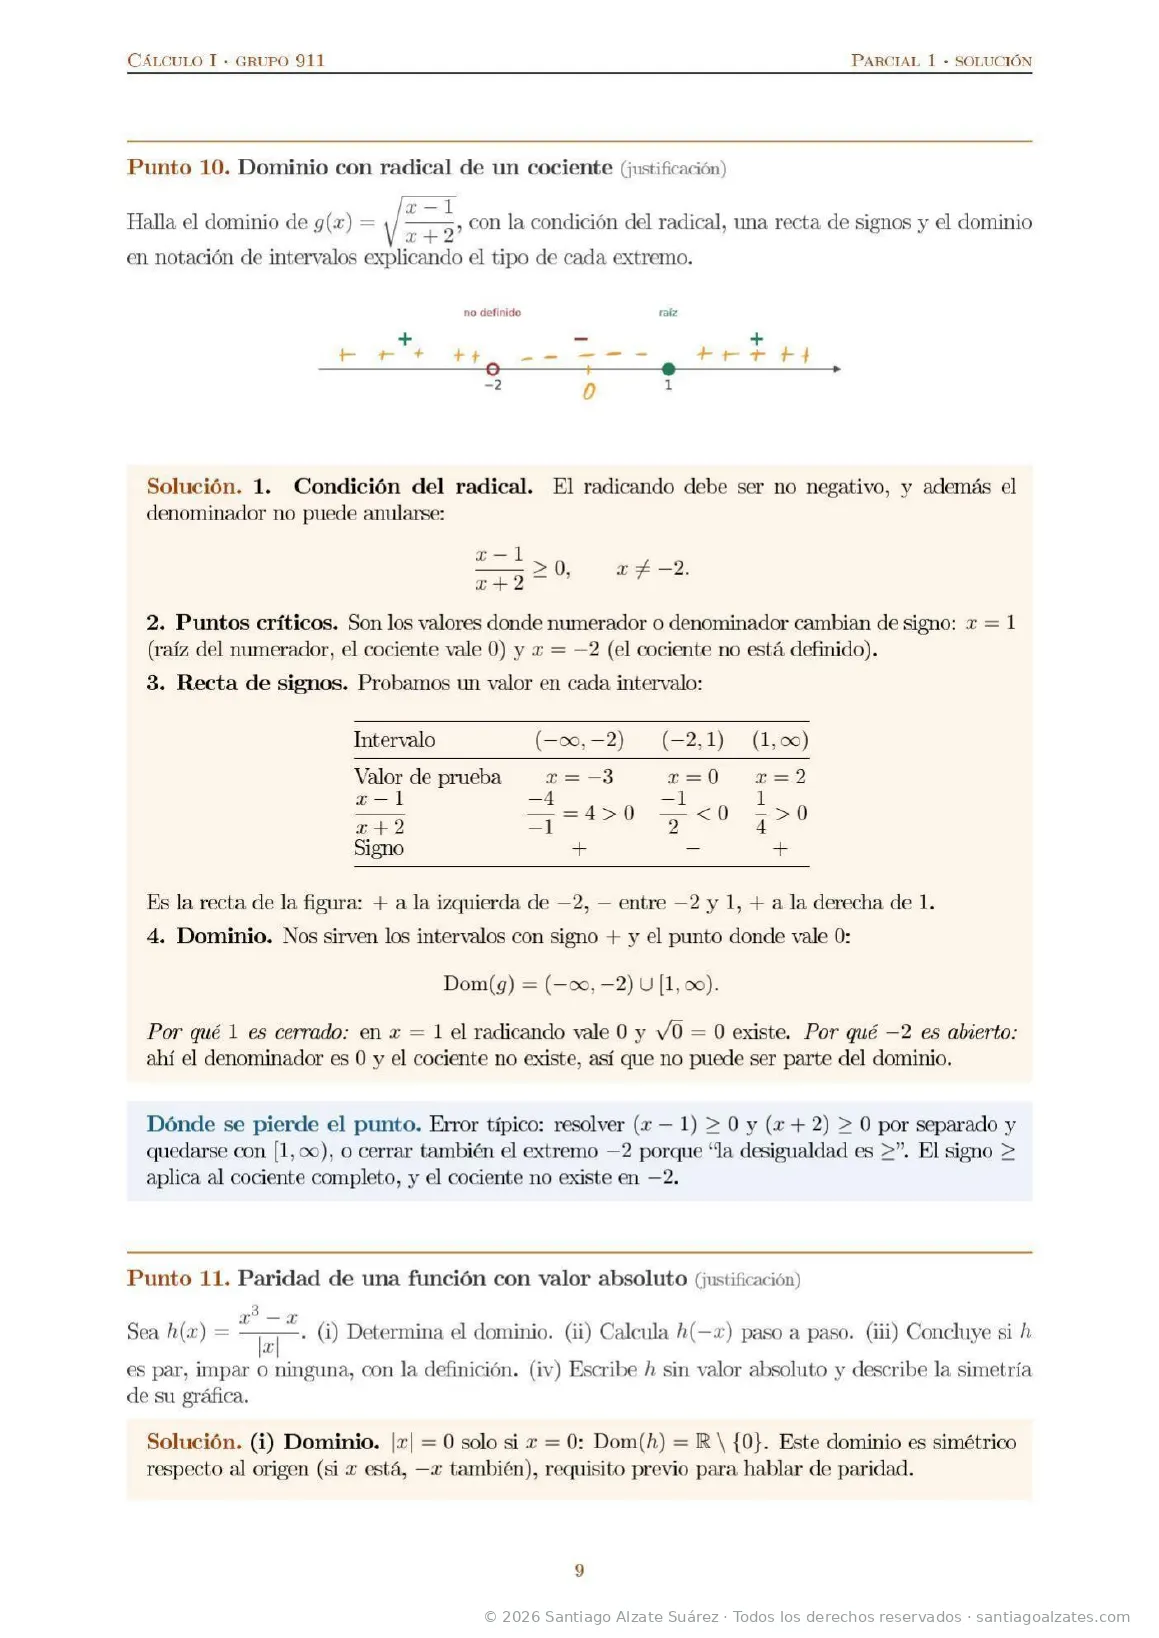 CÁLCULO I · GRUPO 911 PARCIAL 1 · SOLUCIÓN
Punto 10. Dominio con radical de un cociente (justificación)
Halla el dominio de g(x) = √((x − 1)/(x + 2)), con la condición del radical, una recta de signos y el dominio
en notación de intervalos explicando el tipo de cada extremo.
no definido raíz
+ − +
+ + + + + − − − − − + + + + +
−2 0 1
Solución. 1. Condición del radical. El radicando debe ser no negativo, y además el
denominador no puede anularse:
(x − 1)/(x + 2) ≥ 0, x ≠ −2.
2. Puntos críticos. Son los valores donde numerador o denominador cambian de signo: x = 1
(raíz del numerador, el cociente vale 0) y x = −2 (el cociente no está definido).
3. Recta de signos. Probamos un valor en cada intervalo:
Intervalo (−∞, −2) (−2, 1) (1, ∞)
Valor de prueba x = −3 x = 0 x = 2
(x − 1)/(x + 2) −4/−1 = 4 > 0 −1/2 < 0 1/4 > 0
Signo + − +
Es la recta de la figura: + a la izquierda de −2, − entre −2 y 1, + a la derecha de 1.
4. Dominio. Nos sirven los intervalos con signo + y el punto donde vale 0:
Dom(g) = (−∞, −2) ∪ [1, ∞).
Por qué 1 es cerrado: en x = 1 el radicando vale 0 y √0 = 0 existe. Por qué −2 es abierto:
ahí el denominador es 0 y el cociente no existe, así que no puede ser parte del dominio.
Dónde se pierde el punto. Error típico: resolver (x − 1) ≥ 0 y (x + 2) ≥ 0 por separado y
quedarse con [1, ∞), o cerrar también el extremo −2 porque “la desigualdad es ≥”. El signo ≥
aplica al cociente completo, y el cociente no existe en −2.
Punto 11. Paridad de una función con valor absoluto (justificación)
Sea h(x) = (x³ − x)/|x|. (i) Determina el dominio. (ii) Calcula h(−x) paso a paso. (iii) Concluye si h
es par, impar o ninguna, con la definición. (iv) Escribe h sin valor absoluto y describe la simetría
de su gráfica.
Solución. (i) Dominio. |x| = 0 solo si x = 0: Dom(h) = ℝ \ {0}. Este dominio es simétrico
respecto al origen (si x está, −x también), requisito previo para hablar de paridad.
9
© 2026 Santiago Alzate Suárez · Todos los derechos reservados · santiagoalzates.com